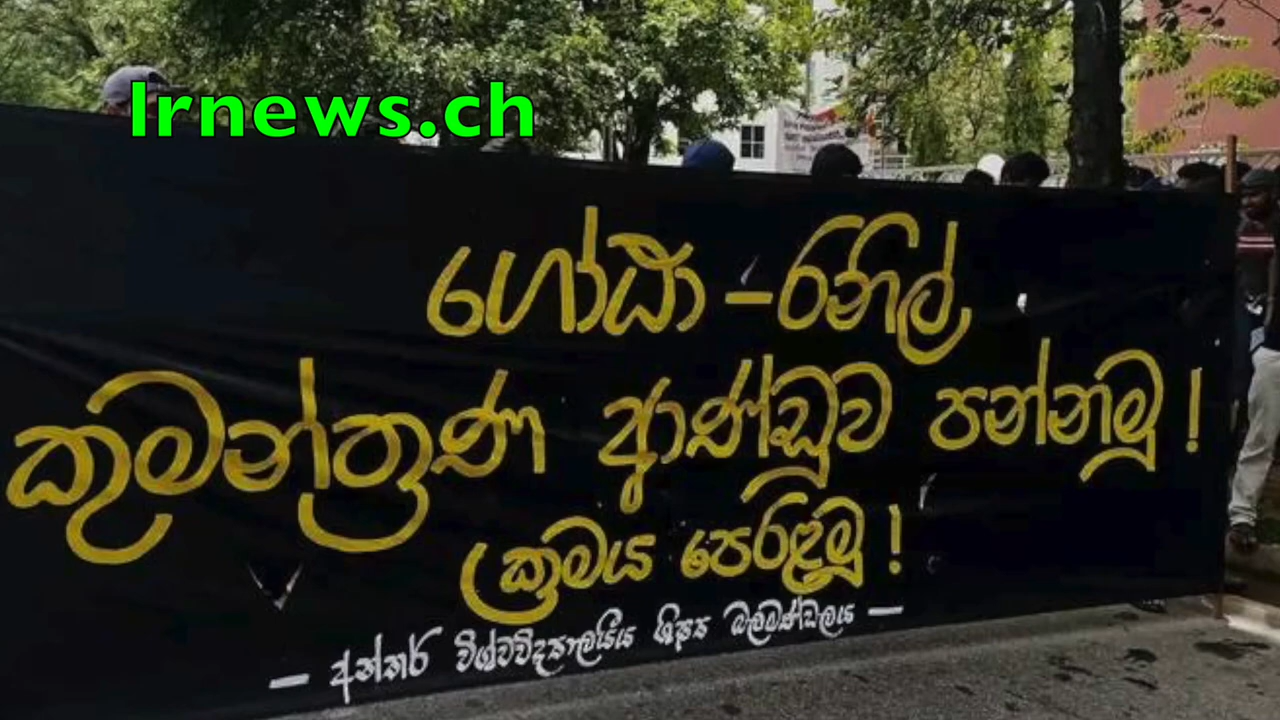 lrnews.ch
ගෝඨා - රනිල්
කුමන්ත්‍රණ ආණ්ඩුව පන්නමු !
ක්‍රමය පෙරළමු !
- අන්තර් විශ්වවිද්‍යාලයීය ශිෂ්‍ය බලමණ්ඩලය -